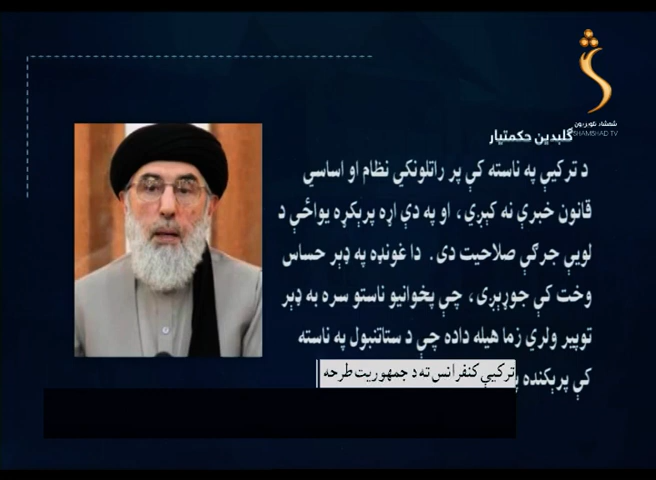 شمشاد تلویزیون
SHAMSHAD TV
گلبدین حکمتیار
د ترکیې په ناسته کې پر راتلونکي نظام او اساسي
قانون خبرې نه کېږي، او په دې اړه پرېکړه یواځې د
لویې جرګې صلاحیت دی. دا غونډه په ډېر حساس
وخت کې جوړېږي، چې پخوانیو ناستو سره به ډېر
توپیر ولري زما هیله داده چې د ستانبول په ناسته
کې پرېکنده
ترکیې کنفرانس ته د جمهوریت طرحه